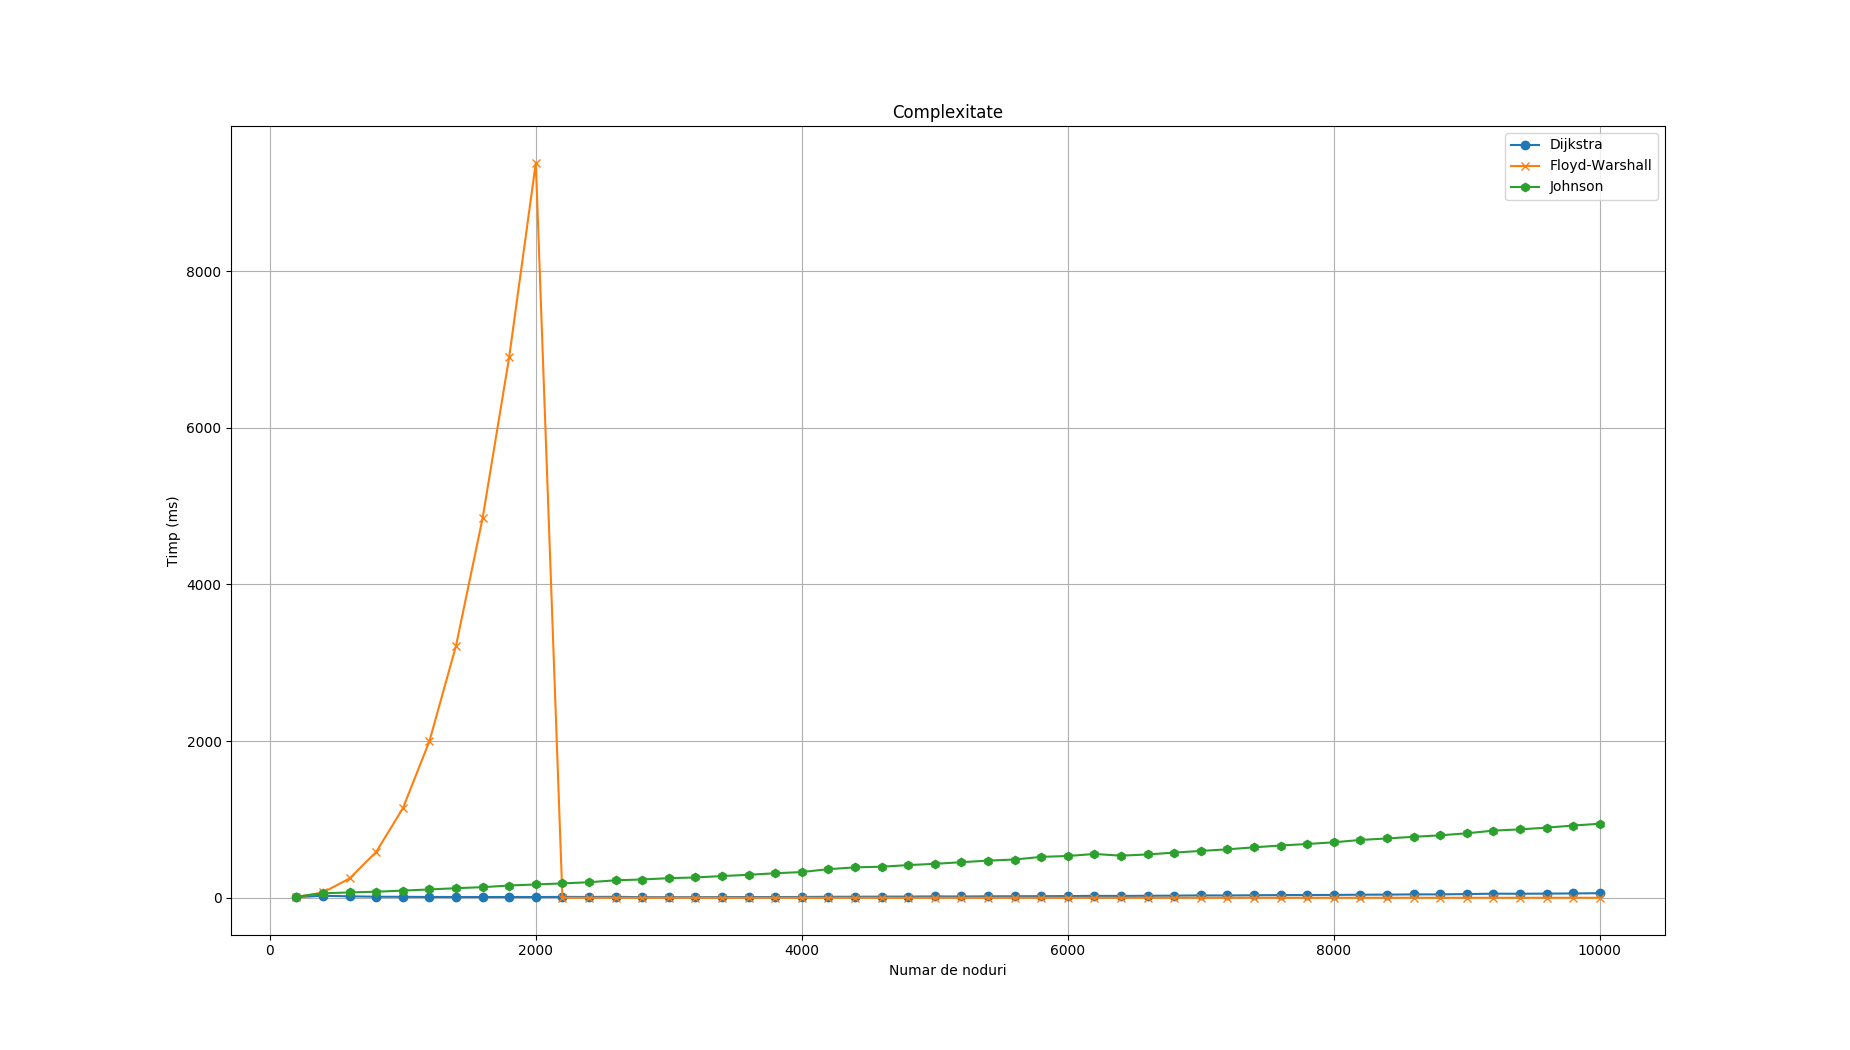 Complexitate
Dijkstra
Floyd-Warshall
Johnson
Timp (ms)
8000
6000
4000
2000
0
0 2000 4000 6000 8000 10000
Numar de noduri